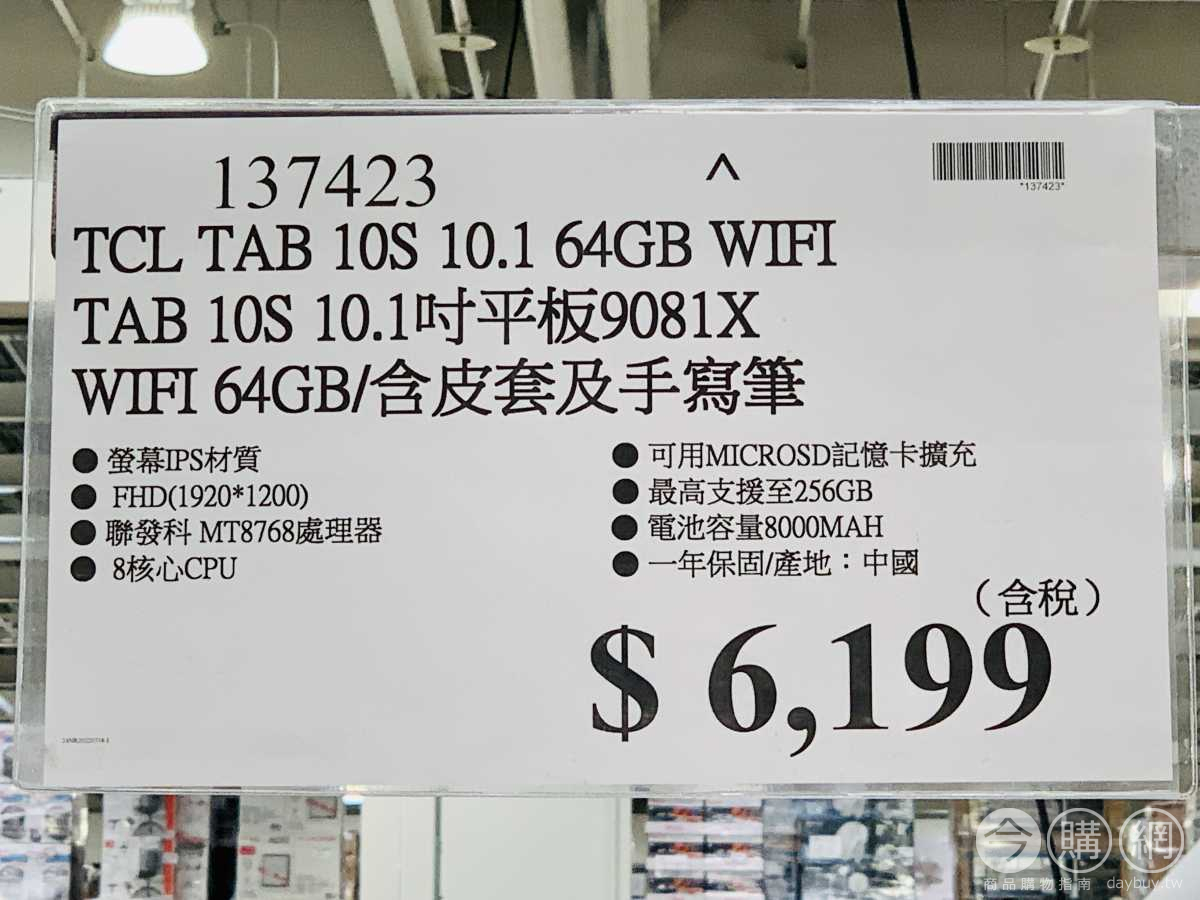 137423
^
*137423*
TCL TAB 10S 10.1 64GB WIFI
TAB 10S 10.1吋平板9081X
WIFI 64GB/含皮套及手寫筆
● 螢幕IPS材質
● FHD(1920*1200)
● 聯發科 MT8768處理器
● 8核心CPU
● 可用MICROSD記憶卡擴充
● 最高支援至256GB
● 電池容量8000MAH
● 一年保固/產地：中國
（含稅）
$ 6,199
今購網
商品購物指南 daybuy.tw